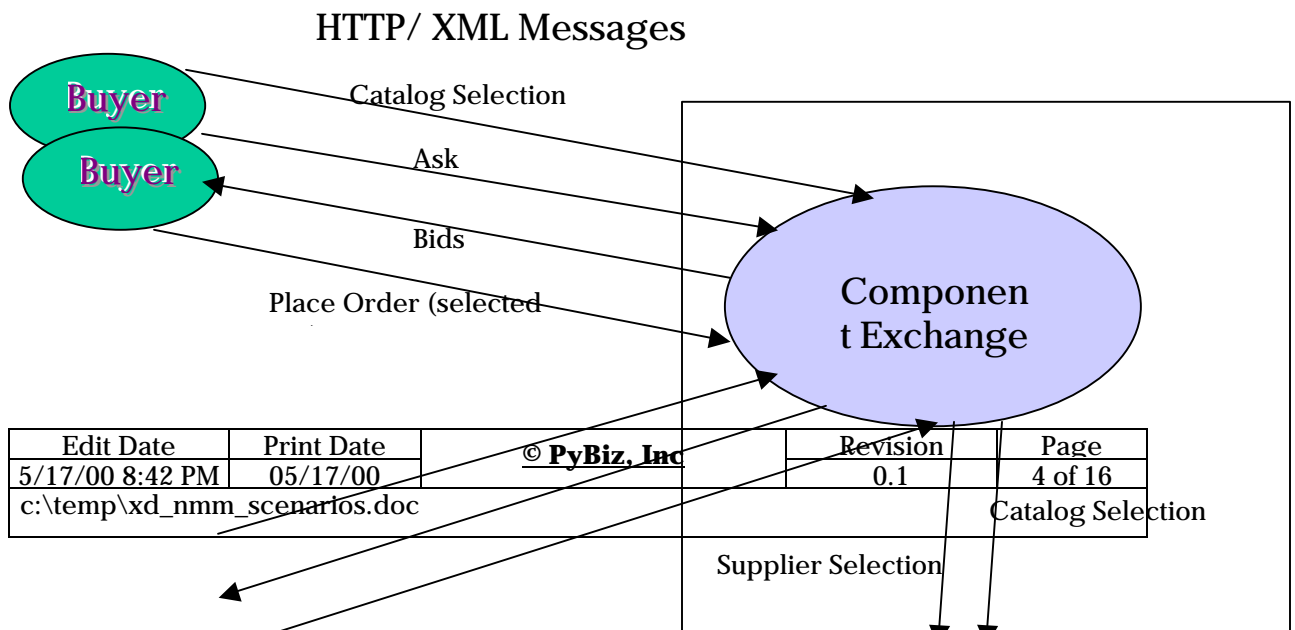 HTTP/ XML Messages
Buyer
Catalog Selection
Ask
Buyer
Bids
Place Order (selected
Componen
t Exchange
Edit Date Print Date © PyBiz, Inc Revision Page
5/17/00 8:42 PM 05/17/00 0.1 4 of 16
c:\temp\xd_nmm_scenarios.doc
Catalog Selection
Supplier Selection